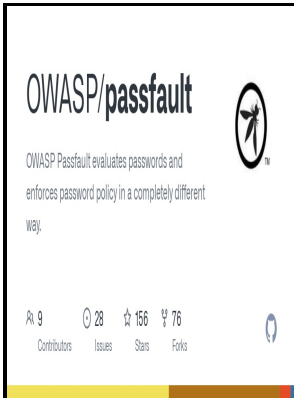 OWASP/passfault
TM
OWASP Passfault evaluates passwords and
enforces password policy in a completely different
way.
9 28 156 76
Contributors Issues Stars Forks